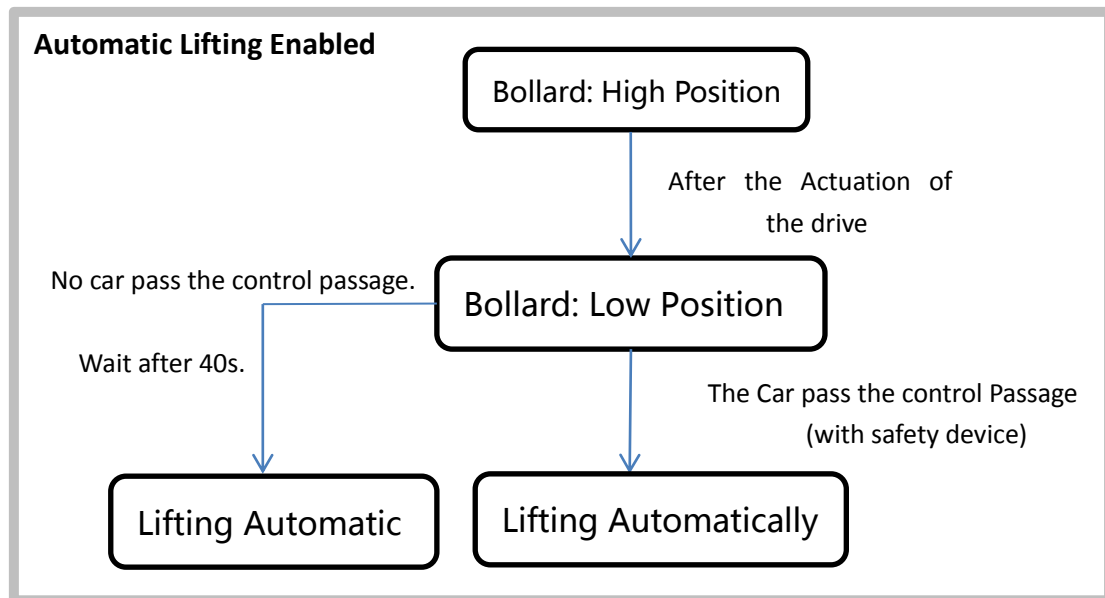 Automatic Lifting Enabled
Bollard: High Position
After the Actuation of
the drive
No car pass the control passage.
Bollard: Low Position
Wait after 40s.
The Car pass the control Passage
(with safety device)
Lifting Automatic
Lifting Automatically